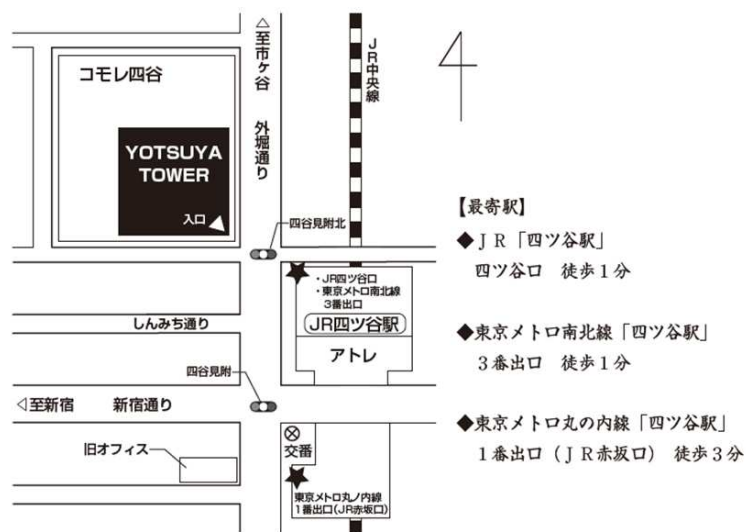 コモレ四谷
YOTSUYA
TOWER
入口
△至市ヶ谷
外堀通り
JR中央線
四谷見附北
・JR四ツ谷口
・東京メトロ南北線
3番出口
JR四ツ谷駅
アトレ
しんみち通り
四谷見附
◁至新宿 新宿通り
旧オフィス
交番
東京メトロ丸ノ内線
1番出口(JR赤坂口)
【最寄駅】
◆JR「四ツ谷駅」
四ツ谷口 徒歩1分
◆東京メトロ南北線「四ツ谷駅」
3番出口 徒歩1分
◆東京メトロ丸の内線「四ツ谷駅」
1番出口(JR赤坂口) 徒歩3分